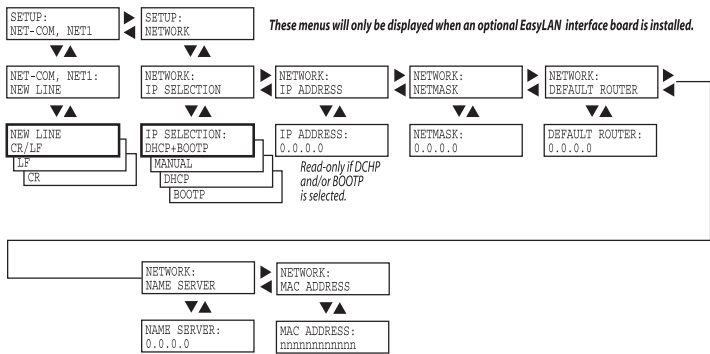 SETUP:
NET-COM, NET1
SETUP:
NETWORK
These menus will only be displayed when an optional EasyLAN interface board is installed.
NET-COM, NET1:
NEW LINE
NETWORK:
IP SELECTION
NETWORK:
IP ADDRESS
NETWORK:
NETMASK
NETWORK:
DEFAULT ROUTER
NEW LINE
CR/LF
LF
CR
IP SELECTION:
DHCP+BOOTP
MANUAL
DHCP
BOOTP
IP ADDRESS:
0.0.0.0
Read-only if DCHP
and/or BOOTP
is selected.
NETMASK:
0.0.0.0
DEFAULT ROUTER:
0.0.0.0
NETWORK:
NAME SERVER
NETWORK:
MAC ADDRESS
NAME SERVER:
0.0.0.0
MAC ADDRESS:
nnnnnnnnnnnn